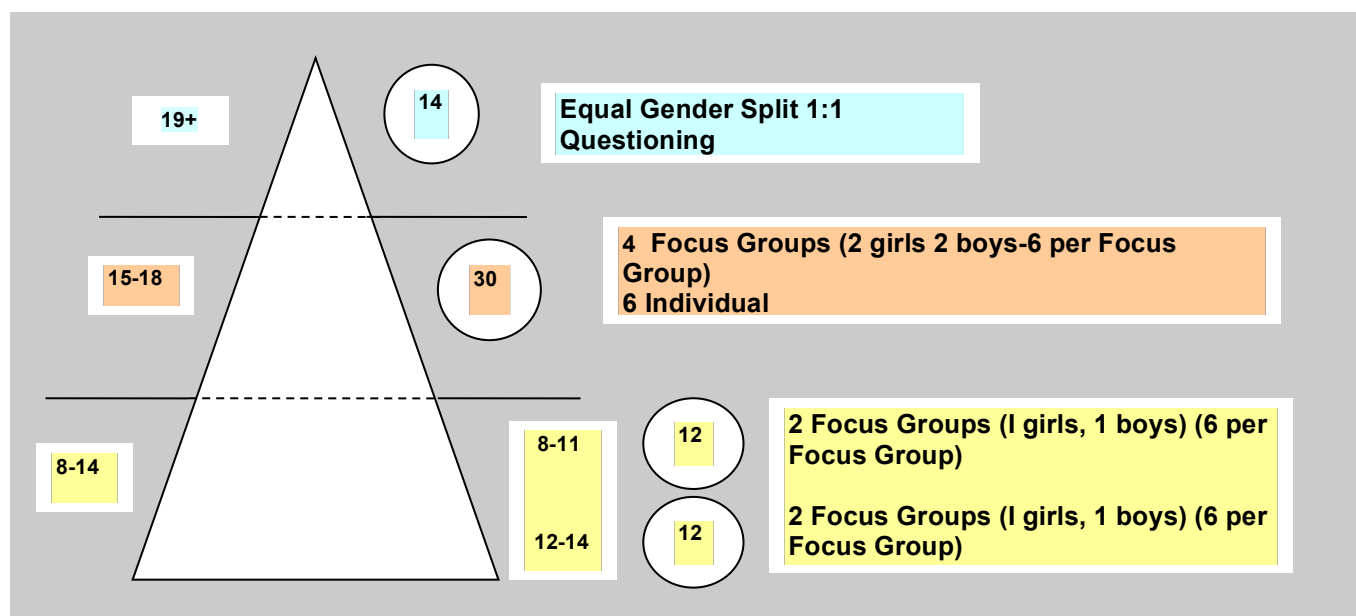 19+
14
Equal Gender Split 1:1
Questioning
15-18
30
4 Focus Groups (2 girls 2 boys-6 per Focus
Group)
6 Individual
8-14
8-11
12
2 Focus Groups (I girls, 1 boys) (6 per
Focus Group)
12-14
12
2 Focus Groups (I girls, 1 boys) (6 per
Focus Group)